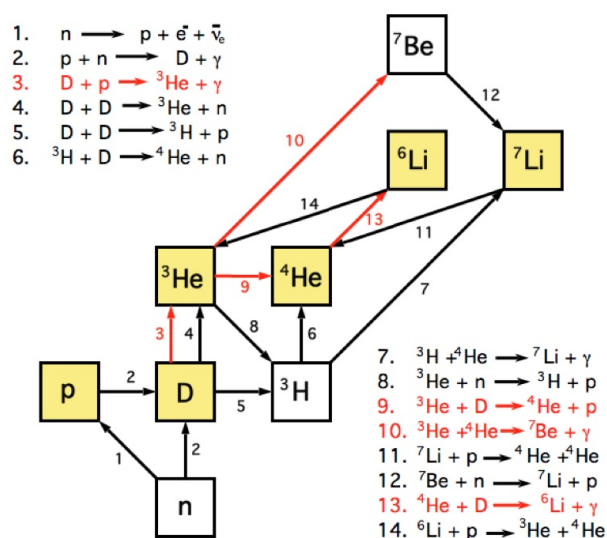 1. n ⟶ p + e⁻ + ν̄ₑ
2. p + n ⟶ D + γ
3. D + p ⟶ ³He + γ
4. D + D ⟶ ³He + n
5. D + D ⟶ ³H + p
6. ³H + D ⟶ ⁴He + n
⁷Be
12
10
⁶Li
⁷Li
14
13
11
³He
9
⁴He
7
3
4
8
6
p
2
D
5
³H
1
2
n
7. ³H + ⁴He ⟶ ⁷Li + γ
8. ³He + n ⟶ ³H + p
9. ³He + D ⟶ ⁴He + p
10. ³He + ⁴He ⟶ ⁷Be + γ
11. ⁷Li + p ⟶ ⁴He + ⁴He
12. ⁷Be + n ⟶ ⁷Li + p
13. ⁴He + D ⟶ ⁶Li + γ
14. ⁶Li + p ⟶ ³He + ⁴He